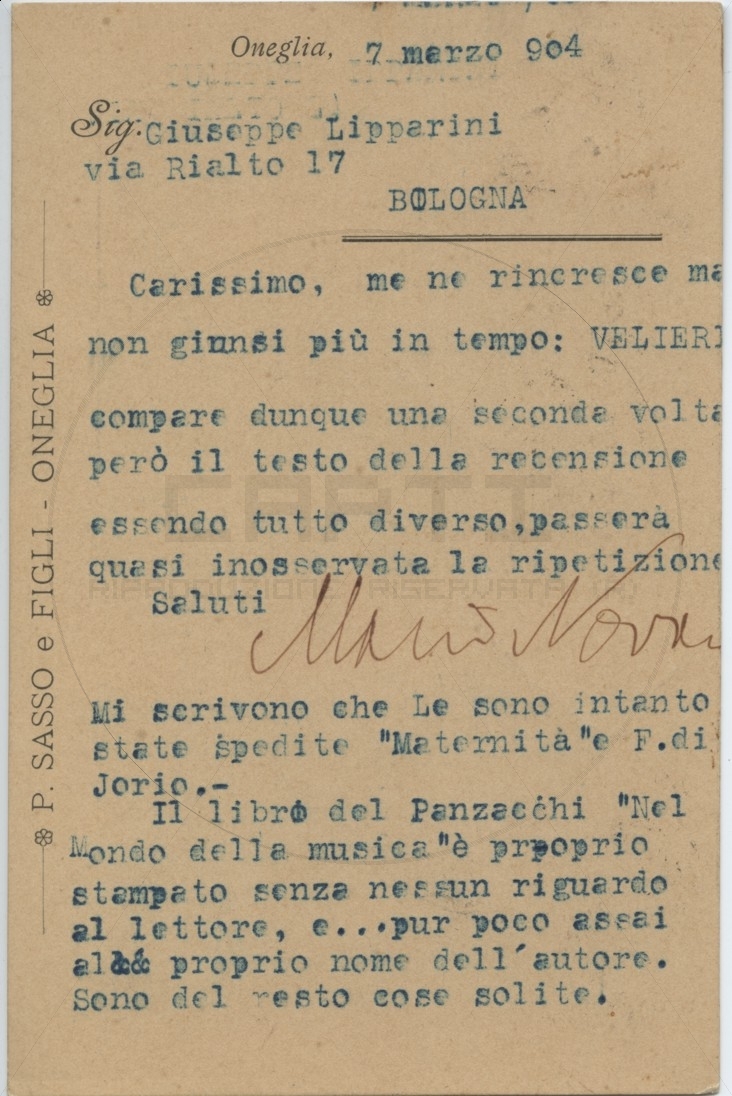 Oneglia, 7 marzo 904
Sig: Giuseppe Lipparini
via Rialto 17
BOLOGNA
Carissimo, me ne rincresce ma
non giunsi più in tempo: VELIERI
compare dunque una seconda volta
però il testo della recensione
essendo tutto diverso,passerà
quasi inosservata la ripetizione
Saluti
Mario Novar
Mi scrivono che Le sono intanto
state spedite "Maternità"e F.di
Jorio.-
Il libro del Panzacchi "Nel
Mondo della musica"è prpoprio
stampato senza nessun riguardo
al lettore, e...pur poco assai
al proprio nome dell'autore.
Sono del resto cose solite.
P. SASSO e FIGLI - ONEGLIA
RIPRODUZIONE RISERVATA